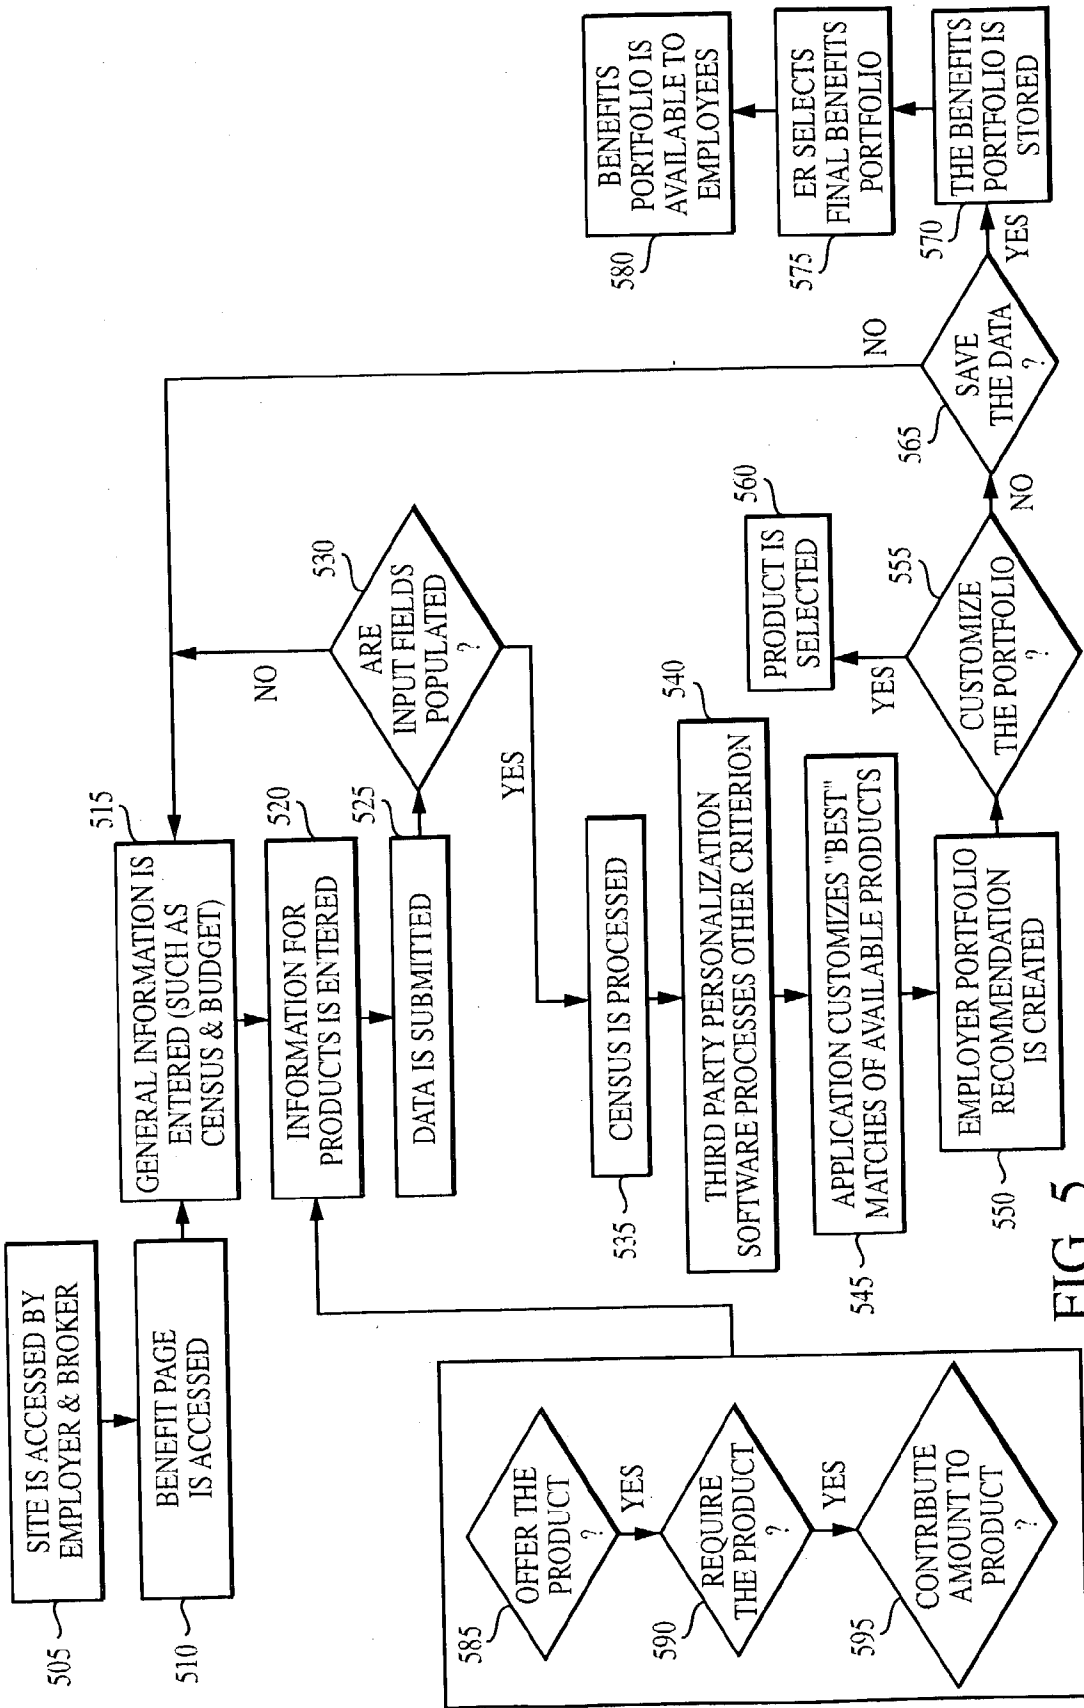 SITE IS ACCESSED BY
EMPLOYER & BROKER
505
BENEFIT PAGE
IS ACCESSED
510
GENERAL INFORMATION IS
ENTERED (SUCH AS
CENSUS & BUDGET)
515
INFORMATION FOR
PRODUCTS IS ENTERED
520
DATA IS SUBMITTED
525
ARE
INPUT FIELDS
POPULATED
?
530
NO
YES
CENSUS IS PROCESSED
535
THIRD PARTY PERSONALIZATION
SOFTWARE PROCESSES OTHER CRITERION
540
APPLICATION CUSTOMIZES "BEST"
MATCHES OF AVAILABLE PRODUCTS
545
EMPLOYER PORTFOLIO
RECOMMENDATION
IS CREATED
550
CUSTOMIZE
THE PORTFOLIO
?
555
YES
NO
PRODUCT IS
SELECTED
560
SAVE
THE DATA
?
565
NO
YES
THE BENEFITS
PORTFOLIO IS
STORED
570
ER SELECTS
FINAL BENEFITS
PORTFOLIO
575
BENEFITS
PORTFOLIO IS
AVAILABLE TO
EMPLOYEES
580
OFFER THE
PRODUCT
?
585
YES
REQUIRE
THE PRODUCT
?
590
YES
CONTRIBUTE
AMOUNT TO
PRODUCT
?
595
FIG. 5